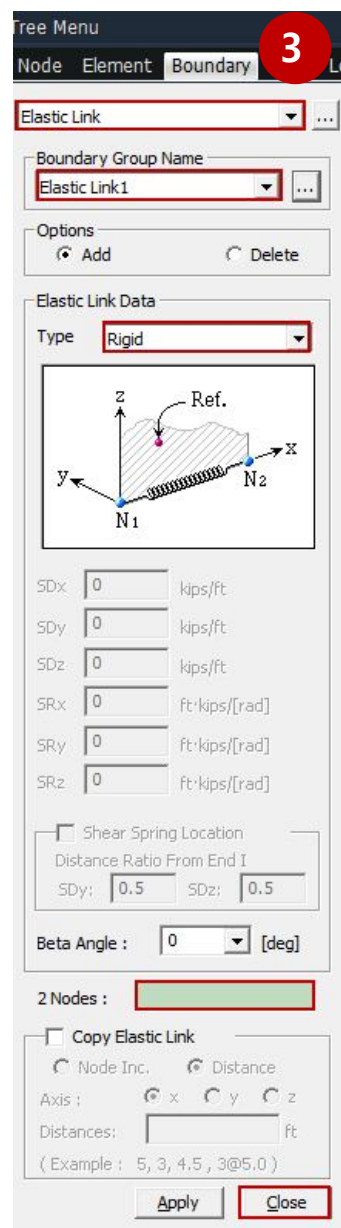 Tree Menu
3
Node Element Boundary L
Elastic Link ...
Boundary Group Name
Elastic Link1 ...
Options
Add Delete
Elastic Link Data
Type Rigid
z Ref. x
y N2
N1
SDx 0 kips/ft
SDy 0 kips/ft
SDz 0 kips/ft
SRx 0 ft·kips/[rad]
SRy 0 ft·kips/[rad]
SRz 0 ft·kips/[rad]
Shear Spring Location
Distance Ratio From End I
SDy: 0.5 SDz: 0.5
Beta Angle : 0 [deg]
2 Nodes :
Copy Elastic Link
Node Inc. Distance
Axis : x y z
Distances: ft
( Example : 5, 3, 4.5 , 3@5.0 )
Apply Close